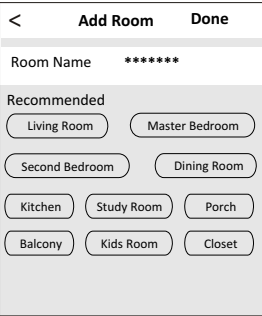 < Add Room Done
Room Name *******
Recommended
Living Room Master Bedroom
Second Bedroom Dining Room
Kitchen Study Room Porch
Balcony Kids Room Closet